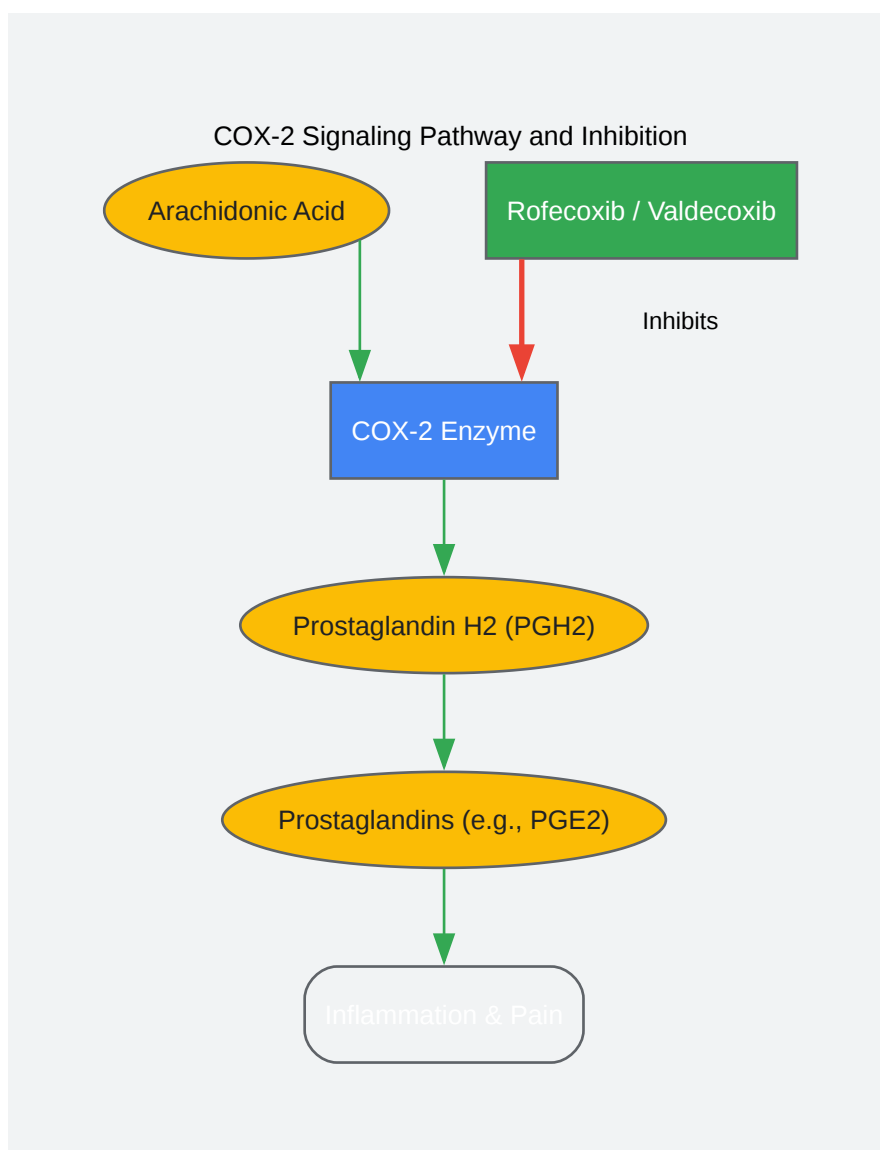 COX-2 Signaling Pathway and Inhibition
Arachidonic Acid
Rofecoxib / Valdecoxib
Inhibits
COX-2 Enzyme
Prostaglandin H2 (PGH2)
Prostaglandins (e.g., PGE2)
Inflammation & Pain